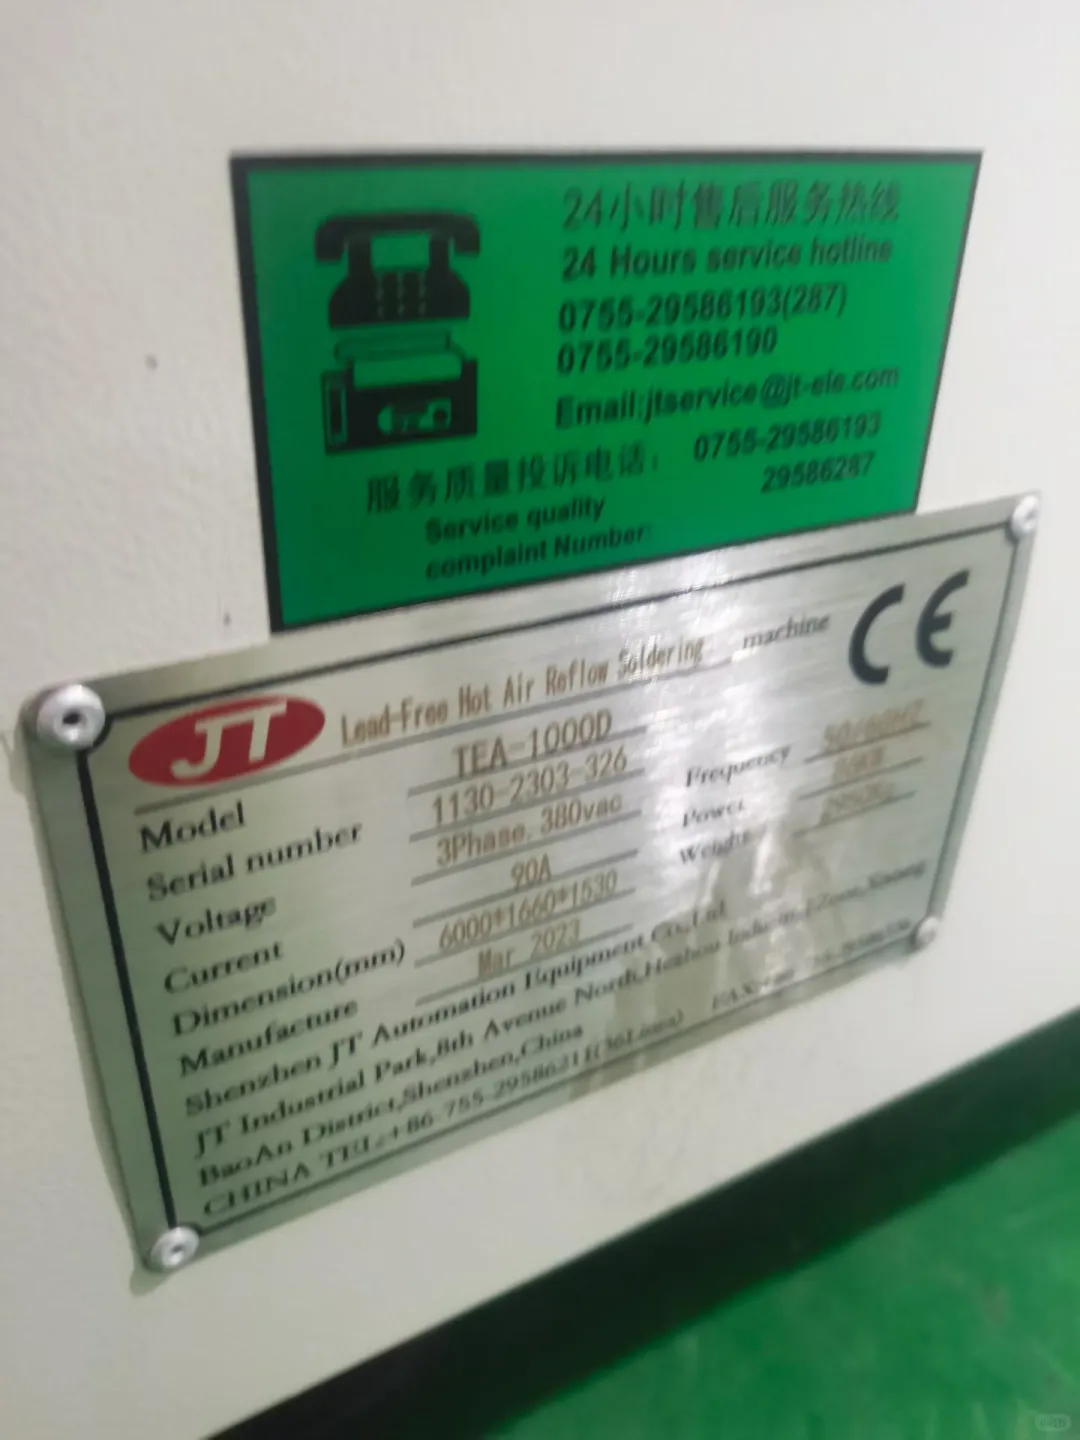 24小时售后服务热线
24 Hours service hotline
0755-29586193(287)
0755-29586190
Email:jtservice@jt-ele.com
服务质量投诉电话: 0755-29586193
Service quality 29586287
complaint Number:
JT Lead-Free Hot Air Reflow Soldering machine CE
Model TEA-1000D
Serial number 1130-2303-326 Frequency 50/60HZ
Voltage 3Phase. 380vac Power
Current 90A Weight
Dimension(mm) 6000*1660*1530
Manufacture Mar 2023
Shenzhen JT Automation Equipment Co.,Ltd
JT Industrial Park,8th Avenue North,Hezhou
BaoAn District,Shenzhen,China
CHINA TEL:+86-755-29586211